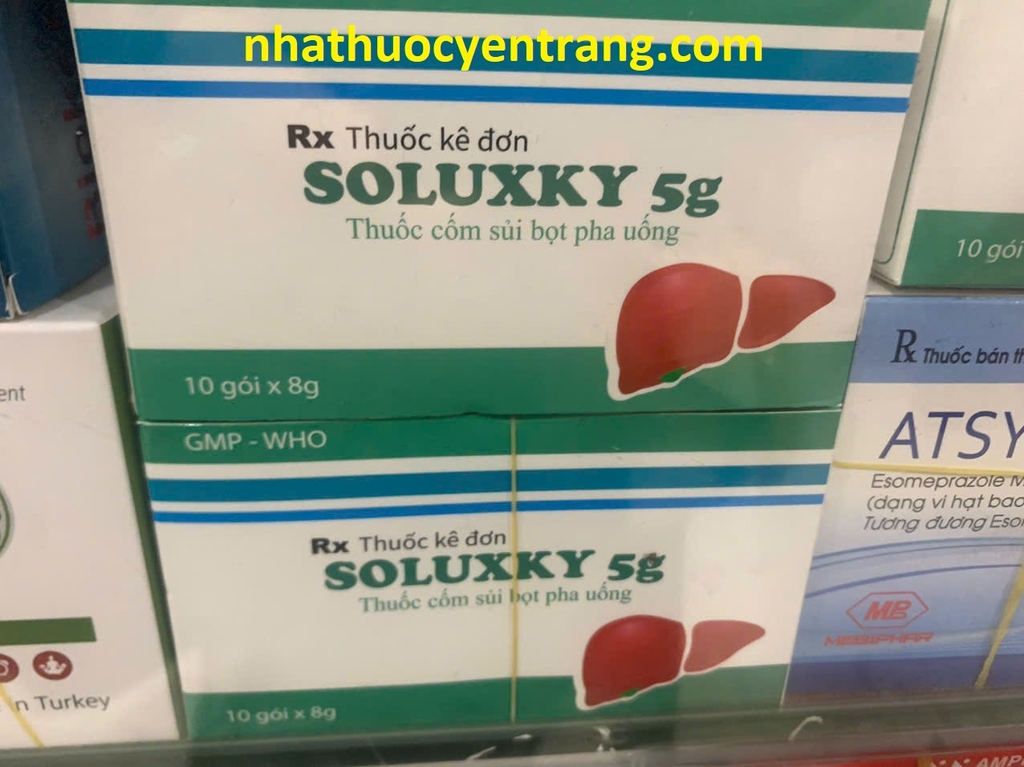 nhathuocyentrang.com
Rx Thuốc kê đơn
SOLUXKY 5g
Thuốc cốm sủi bọt pha uống
10 gói x 8g
GMP - WHO
Rx Thuốc kê đơn
SOLUXKY 5g
Thuốc cốm sủi bọt pha uống
10 gói x 8g
10 gói
Rx Thuốc bán
ATSY
Esomeprazole
(dạng vi hạt bao
Tương đương
MB
MEBIPHAR
Turkey
AMP